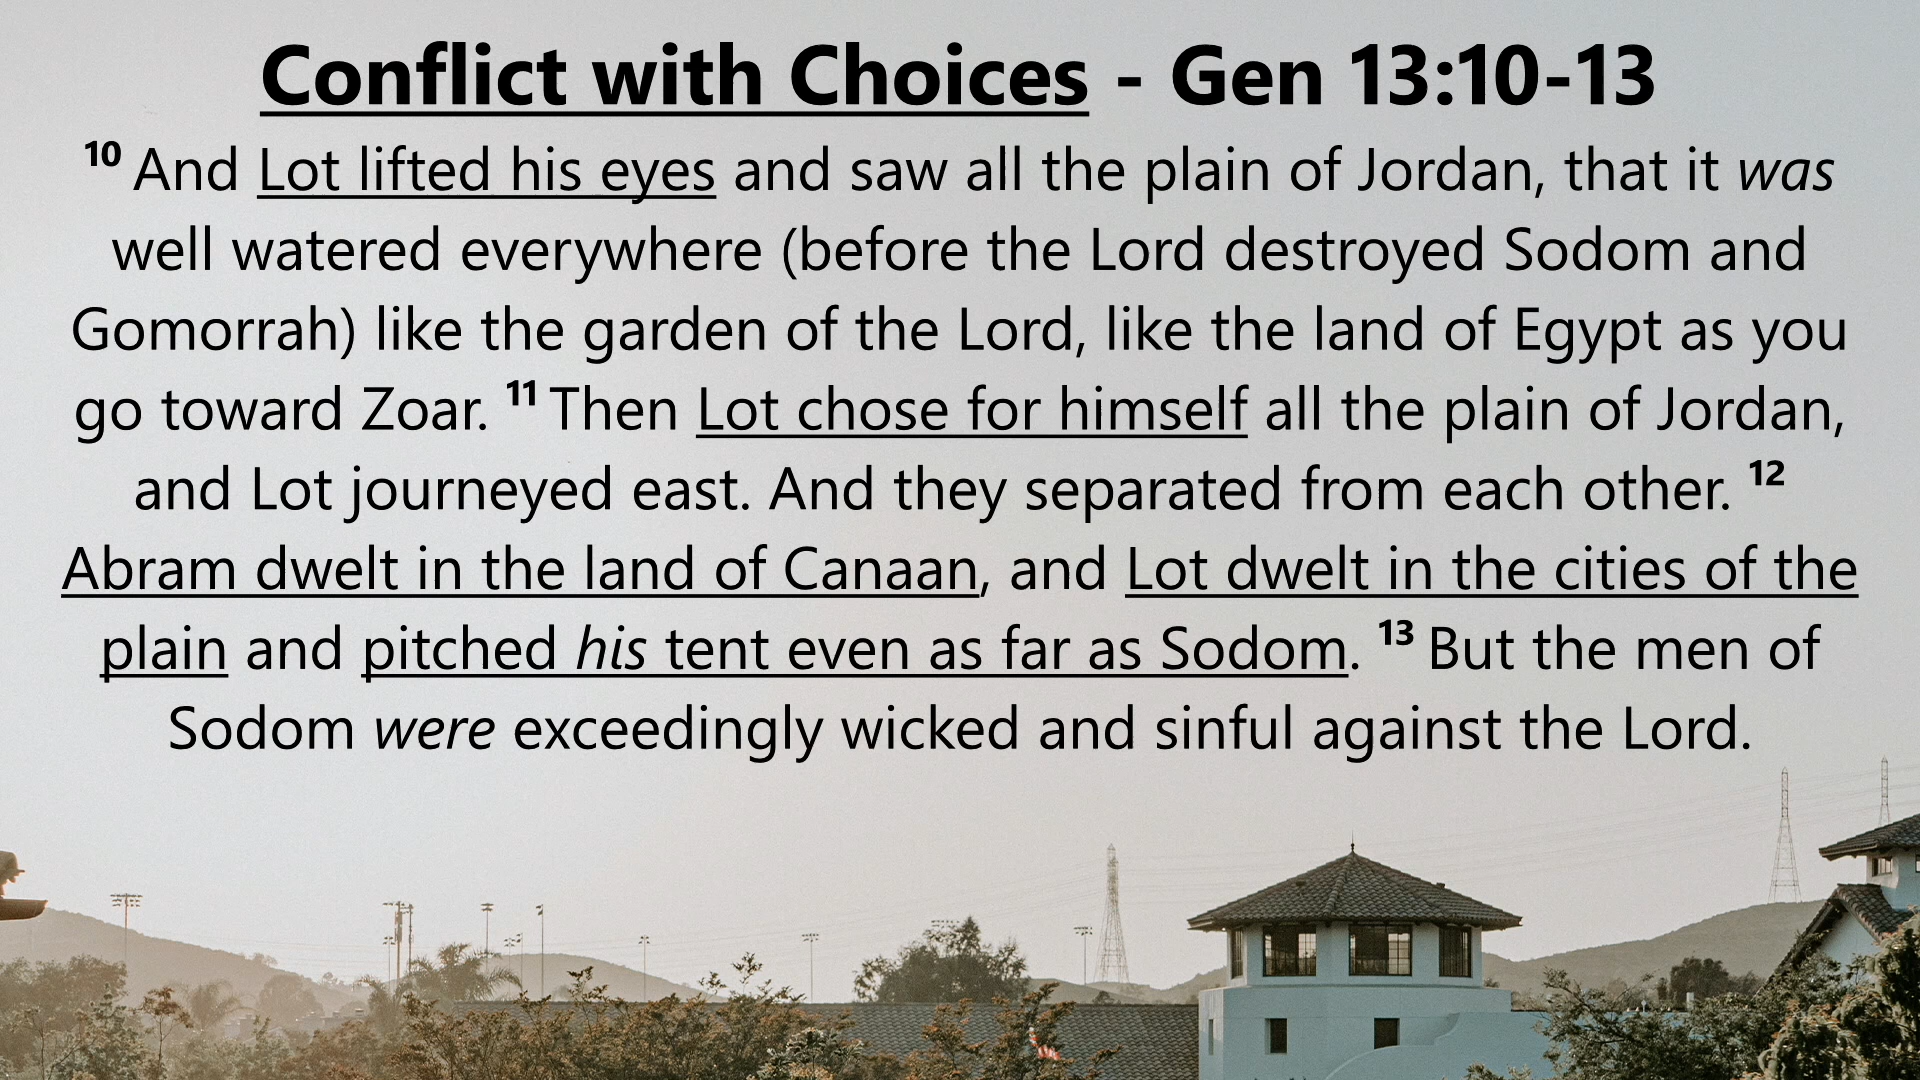 Conflict with Choices - Gen 13:10-13
10 And Lot lifted his eyes and saw all the plain of Jordan, that it was
well watered everywhere (before the Lord destroyed Sodom and
Gomorrah) like the garden of the Lord, like the land of Egypt as you
go toward Zoar. 11 Then Lot chose for himself all the plain of Jordan,
and Lot journeyed east. And they separated from each other. 12
Abram dwelt in the land of Canaan, and Lot dwelt in the cities of the
plain and pitched his tent even as far as Sodom. 13 But the men of
Sodom were exceedingly wicked and sinful against the Lord.